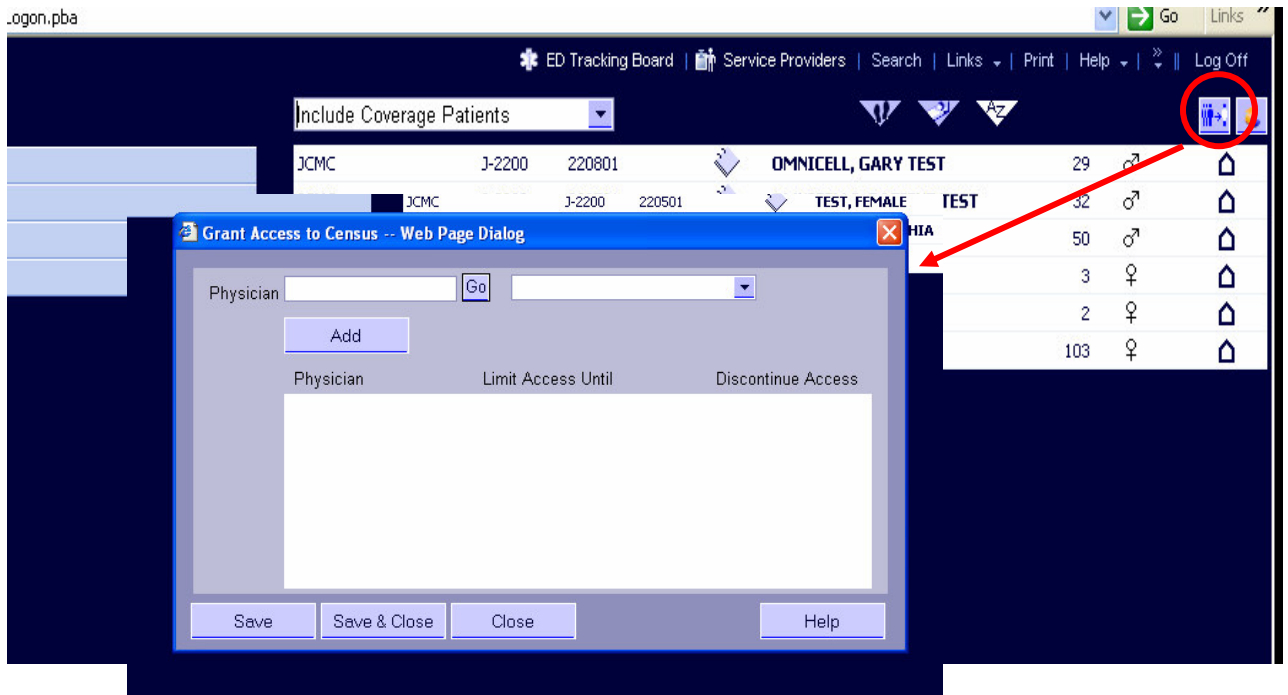 Logon.pba Go Links »
ED Tracking Board | Service Providers | Search | Links | Print | Help | » || Log Off
Include Coverage Patients AZ
JCMC J-2200 220801 OMNICELL, GARY TEST 29 ♂
JCMC J-2200 220501 TEST, FEMALE TEST 32 ♂
HIA 50 ♂
3 ♀
2 ♀
103 ♀
Grant Access to Census -- Web Page Dialog
Physician Go
Add
Physician Limit Access Until Discontinue Access
Save Save & Close Close Help